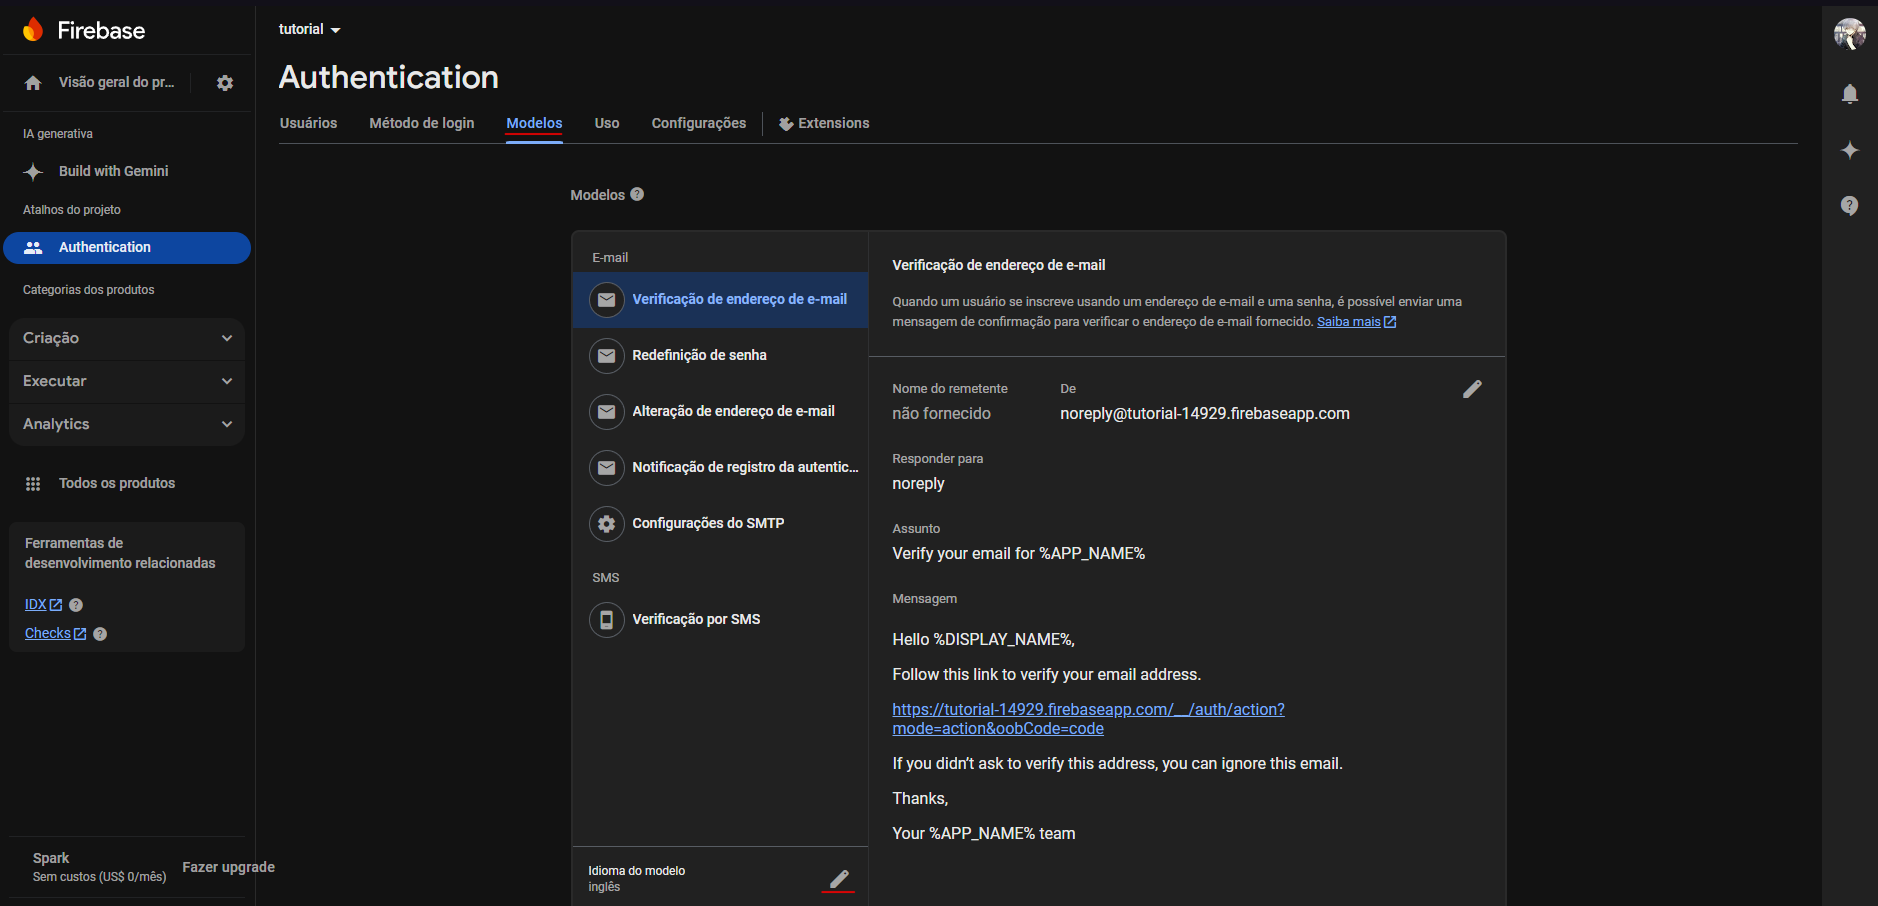 Firebase
Visão geral do pr...
IA generativa
Build with Gemini
Atalhos do projeto
Authentication
Categorias dos produtos
Criação
Executar
Analytics
Todos os produtos
Ferramentas de
desenvolvimento relacionadas
IDX
Checks
Spark
Sem custos (US$ 0/mês)
Fazer upgrade
tutorial
Authentication
Usuários
Método de login
Modelos
Uso
Configurações
Extensions
Modelos
E-mail
Verificação de endereço de e-mail
Redefinição de senha
Alteração de endereço de e-mail
Notificação de registro da autentic...
Configurações do SMTP
SMS
Verificação por SMS
Idioma do modelo
inglês
Verificação de endereço de e-mail
Quando um usuário se inscreve usando um endereço de e-mail e uma senha, é possível enviar uma
mensagem de confirmação para verificar o endereço de e-mail fornecido. Saiba mais
Nome do remetente
não fornecido
De
noreply@tutorial-14929.firebaseapp.com
Responder para
noreply
Assunto
Verify your email for %APP_NAME%
Mensagem
Hello %DISPLAY_NAME%,
Follow this link to verify your email address.
https://tutorial-14929.firebaseapp.com/__/auth/action?
mode=action&oobCode=code
If you didn’t ask to verify this address, you can ignore this email.
Thanks,
Your %APP_NAME% team